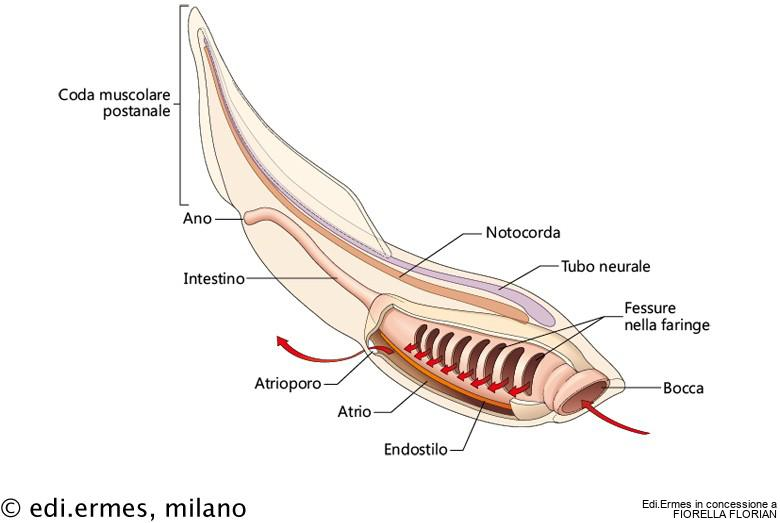 Coda muscolare
postanale
Ano
Notocorda
Tubo neurale
Intestino
Fessure
nella faringe
Atrioporo
Bocca
Atrio
Endostilo
© edi.ermes, milano
Edi.Ermes in concessione a
FIORELLA FLORIAN